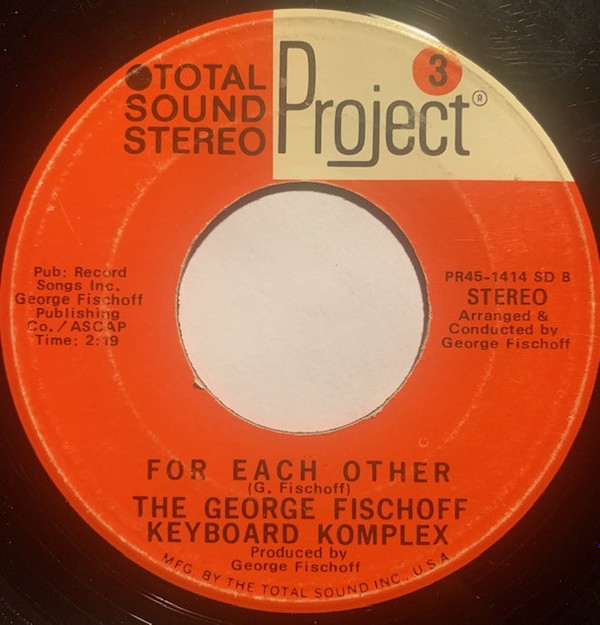 TOTAL
SOUND
STEREO
Project®
3
Pub: Record
Songs Inc.
George Fischoff
Publishing
Co./ASCAP
Time: 2:19
PR45-1414 SD B
STEREO
Arranged &
Conducted by
George Fischoff
FOR EACH OTHER
(G. Fischoff)
THE GEORGE FISCHOFF
KEYBOARD KOMPLEX
Produced by
George Fischoff
MFG. BY THE TOTAL SOUND INC., U.S.A.